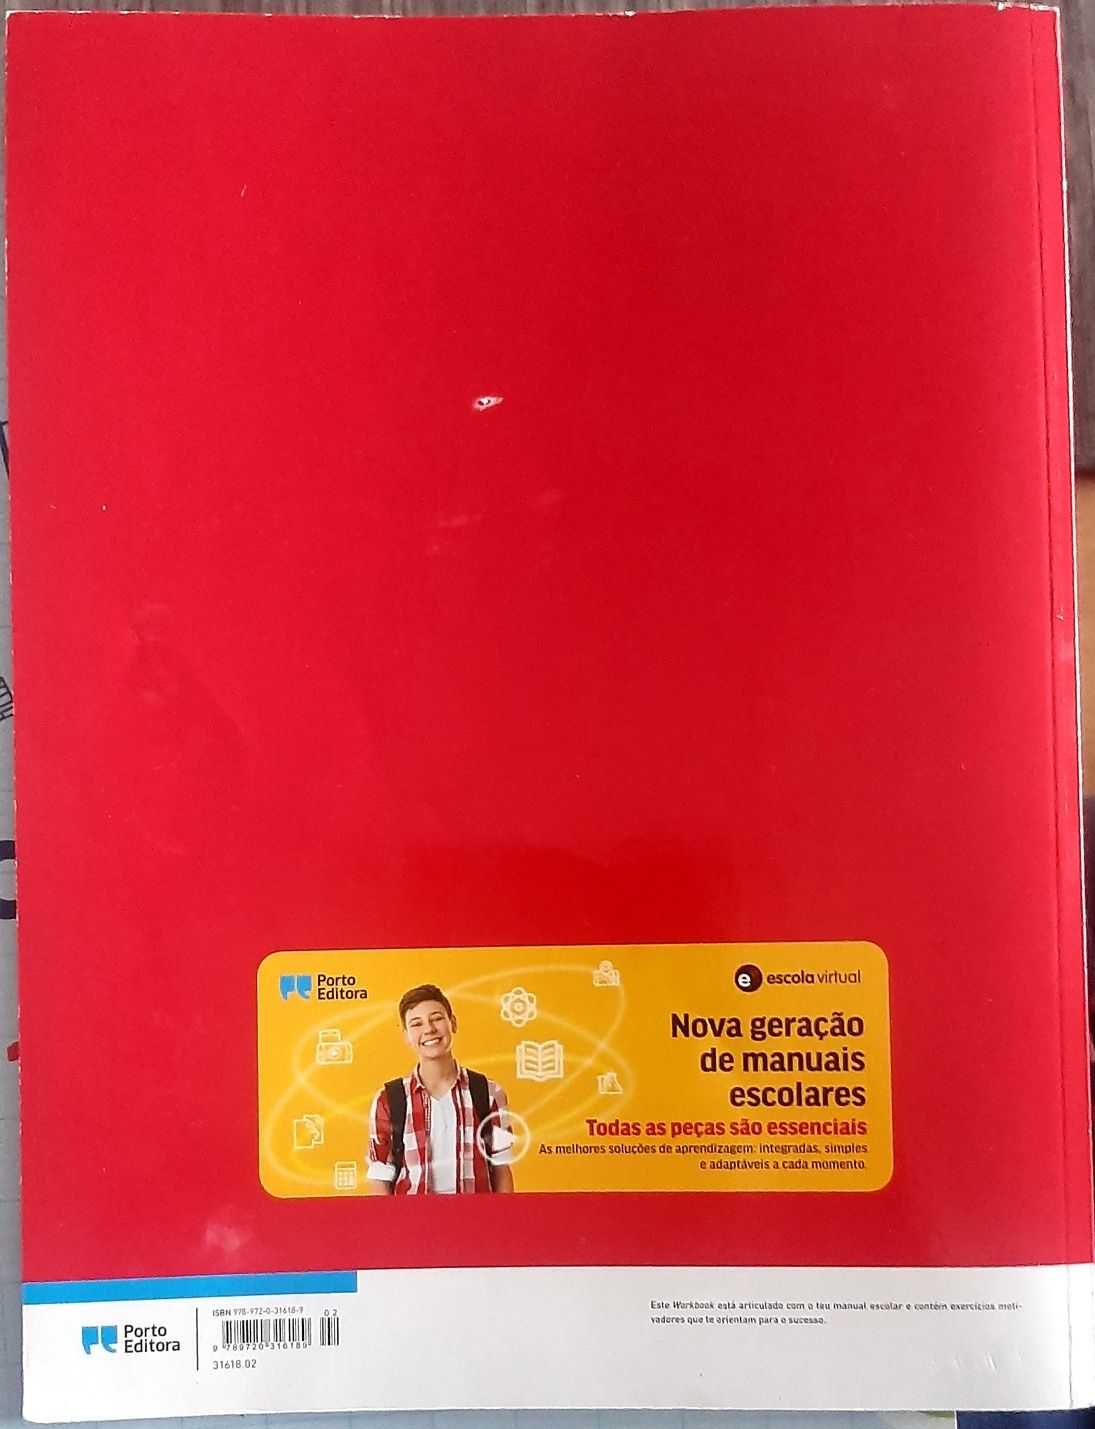 Porto
Editora
e escola virtual
Nova geração
de manuais
escolares
Todas as peças são essenciais
As melhores soluções de aprendizagem: integradas, simples
e adaptáveis a cada momento.
Porto
Editora
ISBN 978-972-0-31618-9
02
9 789720 316189
31618.02
Este Workbook está articulado com o teu manual escolar e contém exercícios moti-
vadores que te orientam para o sucesso.